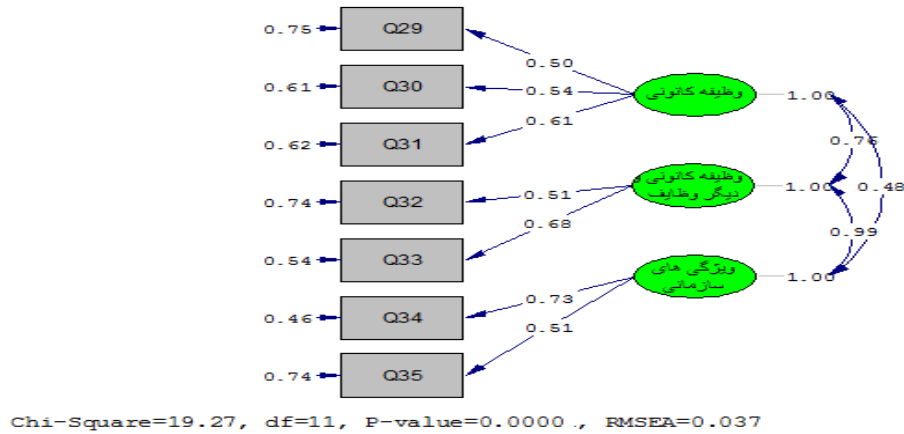 0.75
Q29
0.50
0.61
Q30
0.54
وظیفه کانونی
1.00
0.62
Q31
0.61
0.76
0.74
Q32
0.51
وظیفه کانونی و
دیگر وظایف
1.00
0.48
0.54
Q33
0.68
0.99
ویژگی های
سازمانی
1.00
0.46
Q34
0.73
0.74
Q35
0.51
Chi-Square=19.27, df=11, P-value=0.0000 , RMSEA=0.037